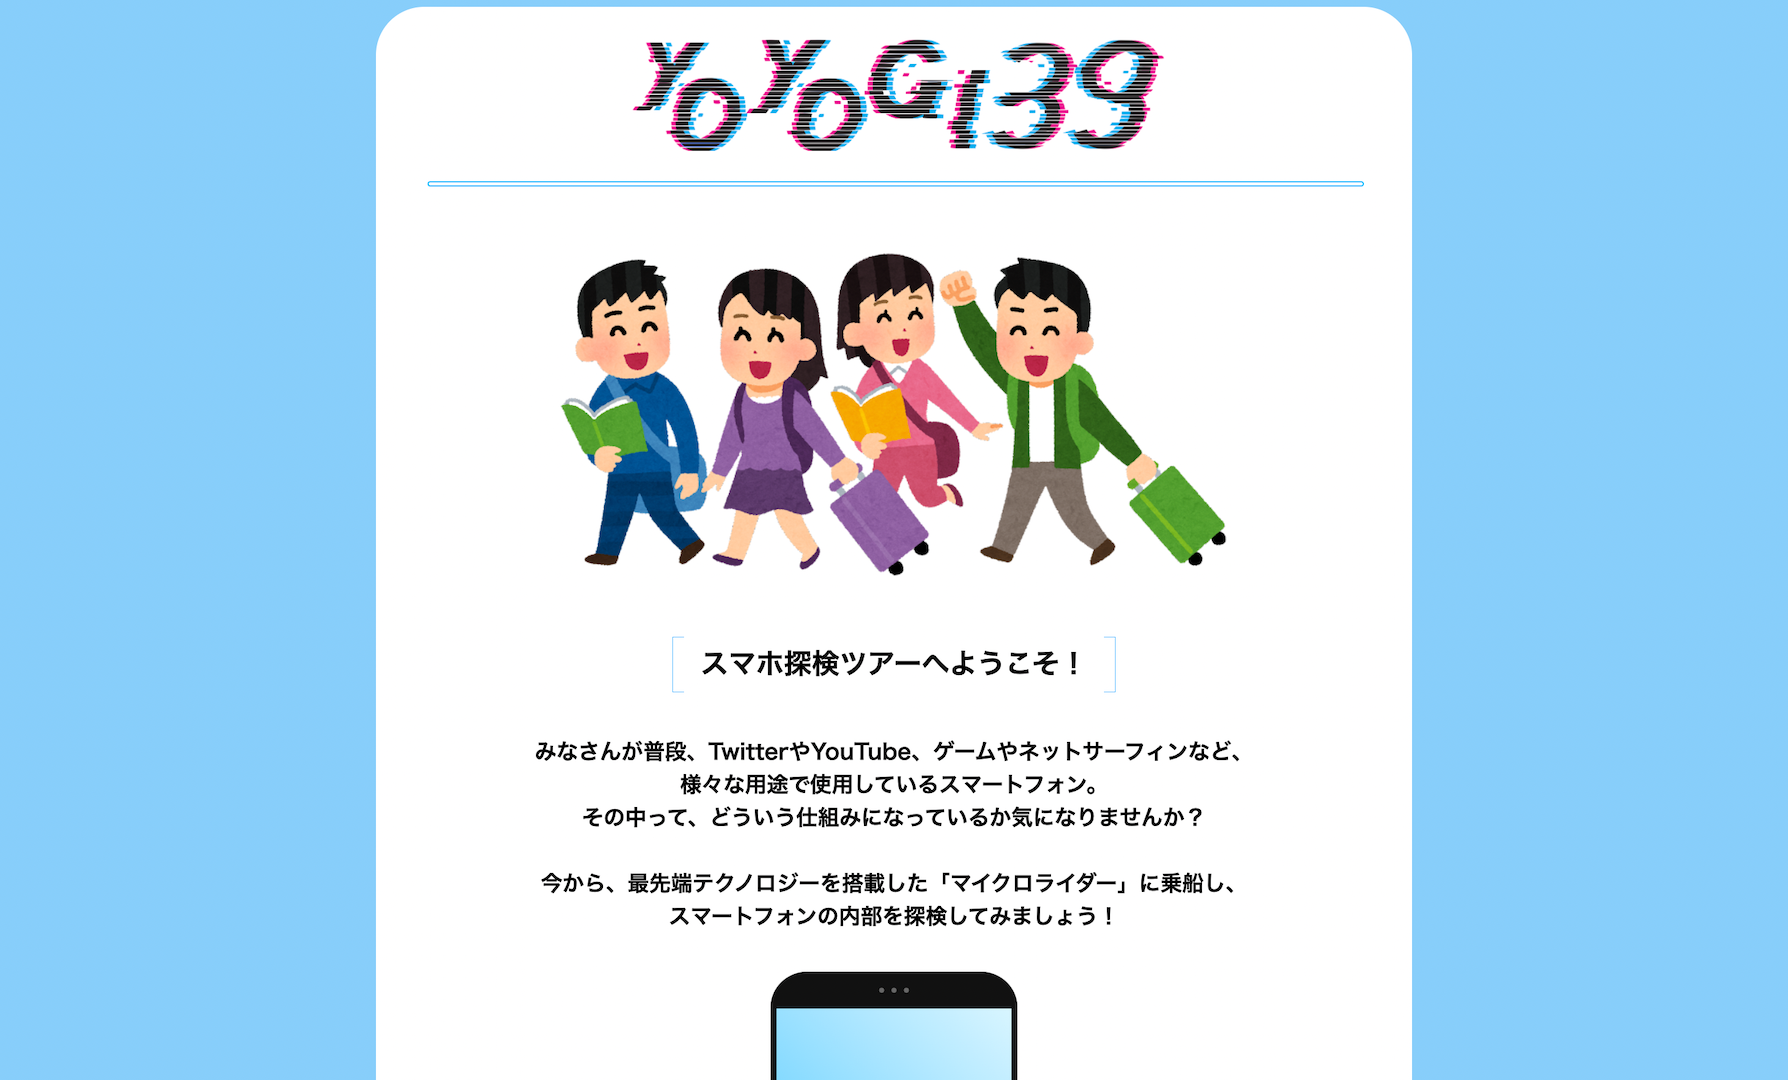 YOYOGI39
スマホ探検ツアーへようこそ！
みなさんが普段、TwitterやYouTube、ゲームやネットサーフィンなど、
様々な用途で使用しているスマートフォン。
その中って、どういう仕組みになっているか気になりませんか？
今から、最先端テクノロジーを搭載した「マイクロライダー」に乗船し、
スマートフォンの内部を探検してみましょう！